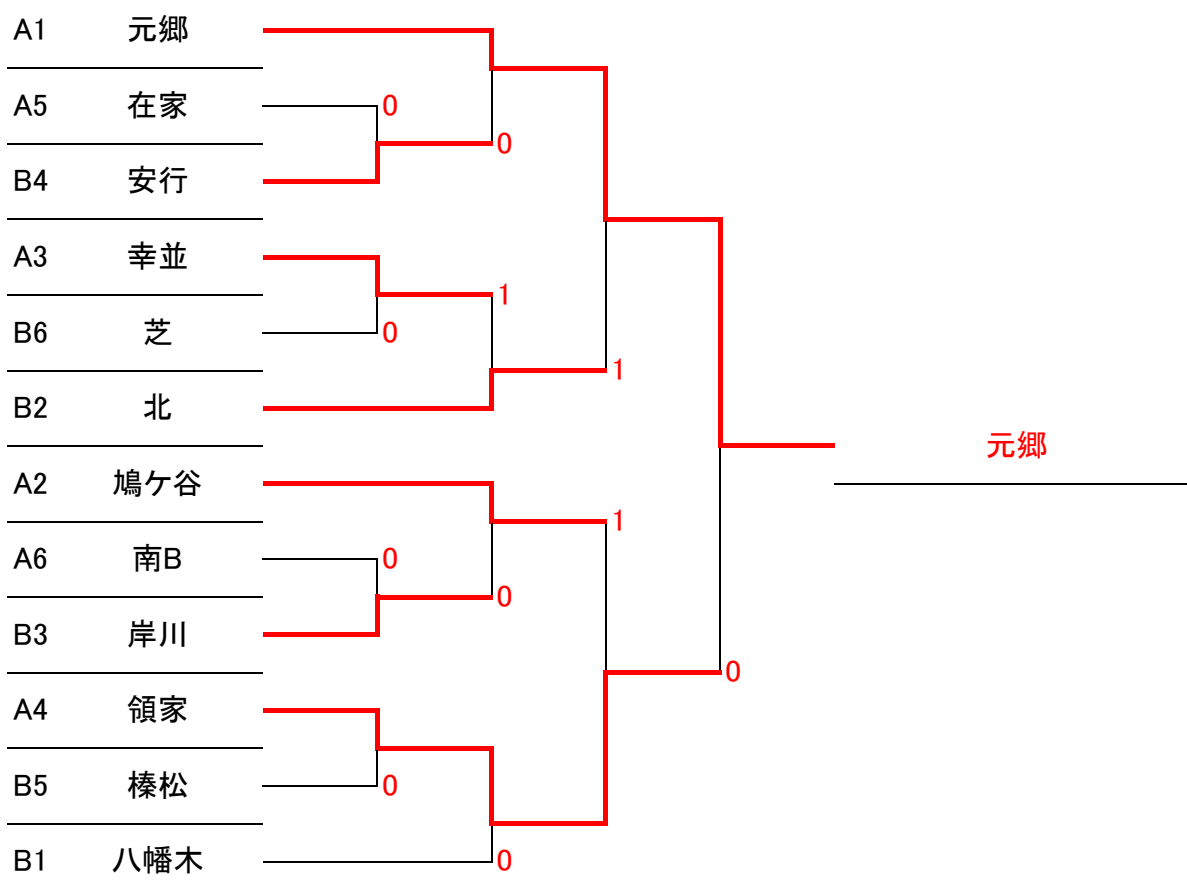 A1 元郷
A5 在家 0
0
B4 安行
A3 幸並
1
B6 芝 0
1
B2 北
元郷
A2 鳩ケ谷
1
A6 南B 0
0
B3 岸川
0
A4 領家
B5 榛松 0
B1 八幡木 0